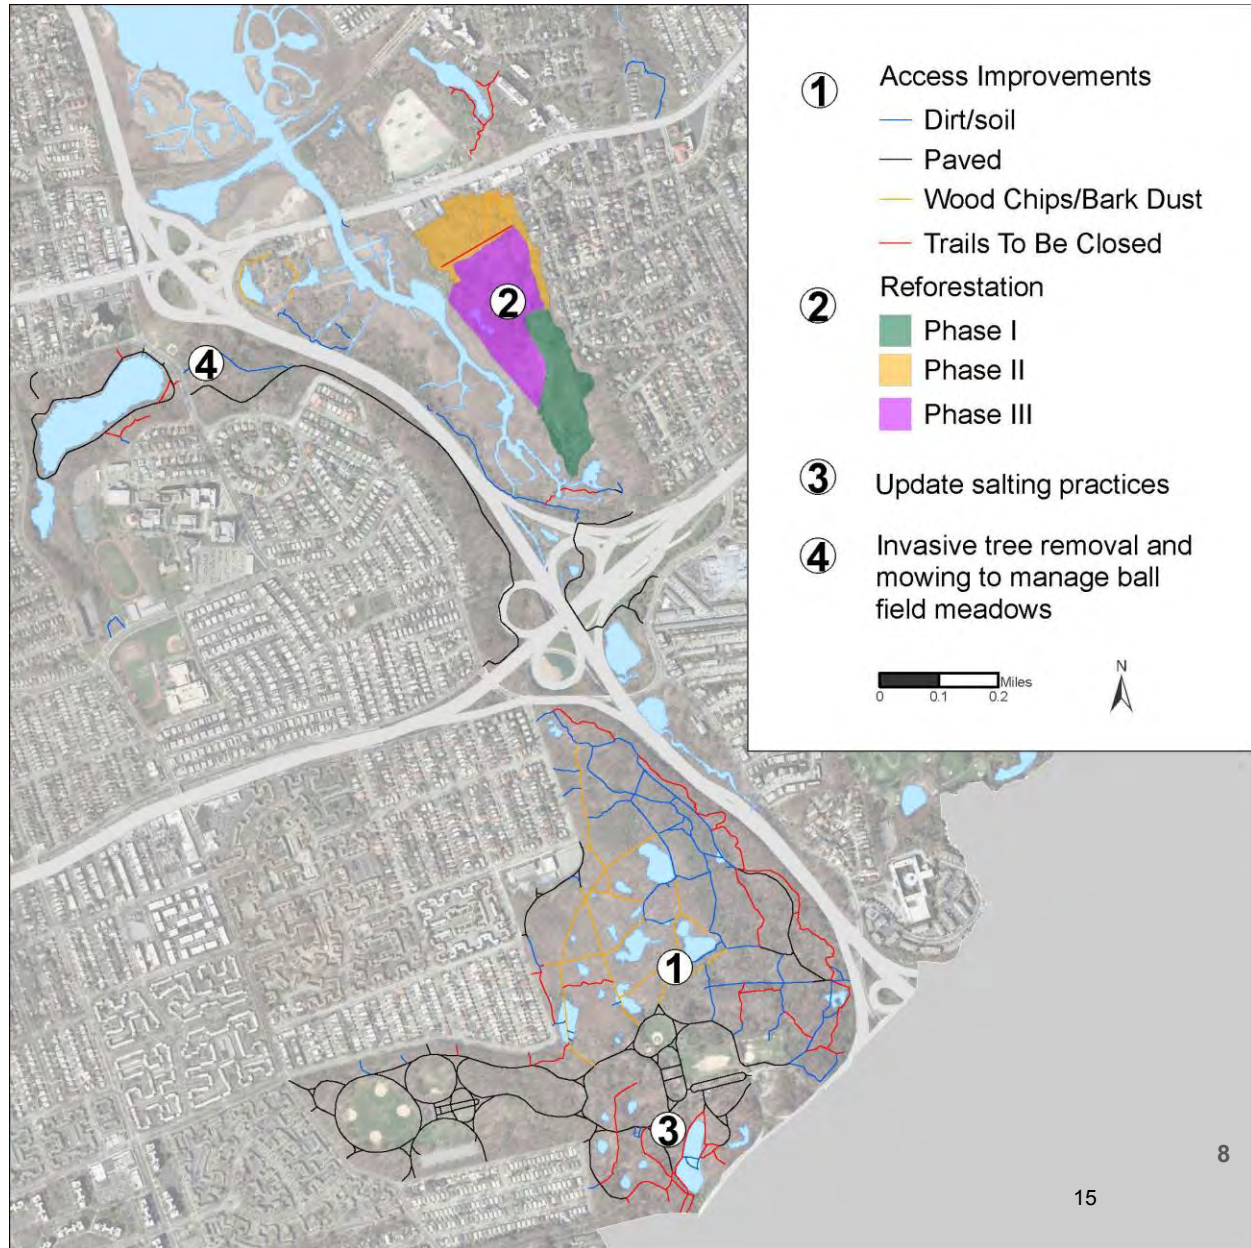 1
Access Improvements
Dirt/soil
Paved
Wood Chips/Bark Dust
Trails To Be Closed
2
Reforestation
Phase I
Phase II
Phase III
3
Update salting practices
4
Invasive tree removal and
mowing to manage ball
field meadows
N
Miles
0 0.1 0.2
2
4
1
3
8
15